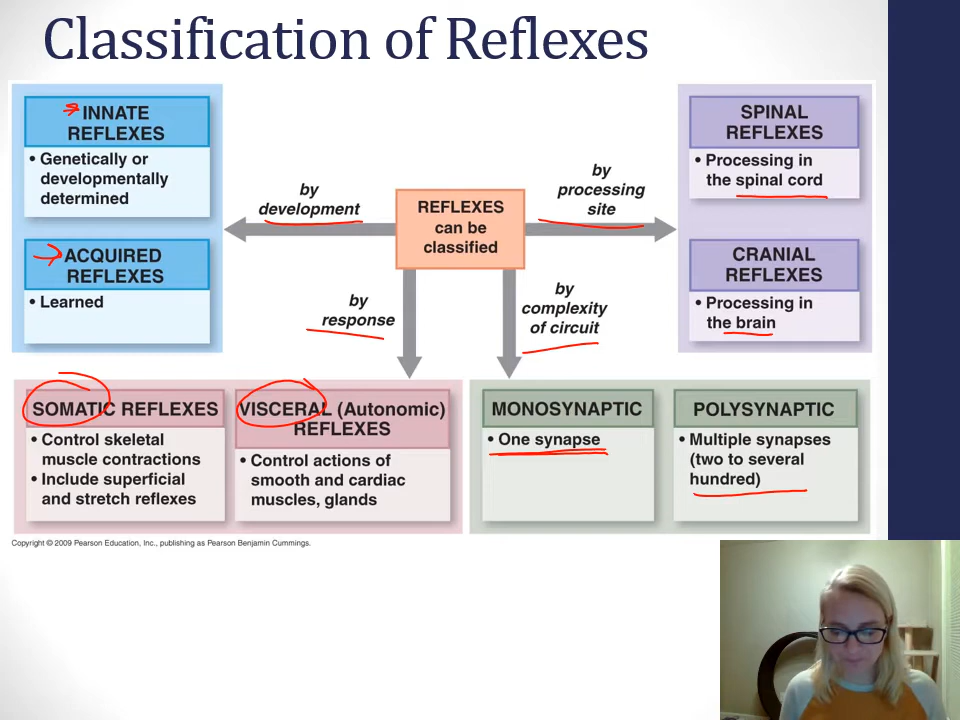 Classification of Reflexes
INNATE
REFLEXES
• Genetically or
developmentally
determined
ACQUIRED
REFLEXES
• Learned
by
development
REFLEXES
can be
classified
by
processing
site
SPINAL
REFLEXES
• Processing in
the spinal cord
CRANIAL
REFLEXES
• Processing in
the brain
by
response
by
complexity
of circuit
SOMATIC REFLEXES
• Control skeletal
muscle contractions
• Include superficial
and stretch reflexes
VISCERAL (Autonomic)
REFLEXES
• Control actions of
smooth and cardiac
muscles, glands
MONOSYNAPTIC
• One synapse
POLYSYNAPTIC
• Multiple synapses
(two to several
hundred)
Copyright © 2009 Pearson Education, Inc., publishing as Pearson Benjamin Cummings.